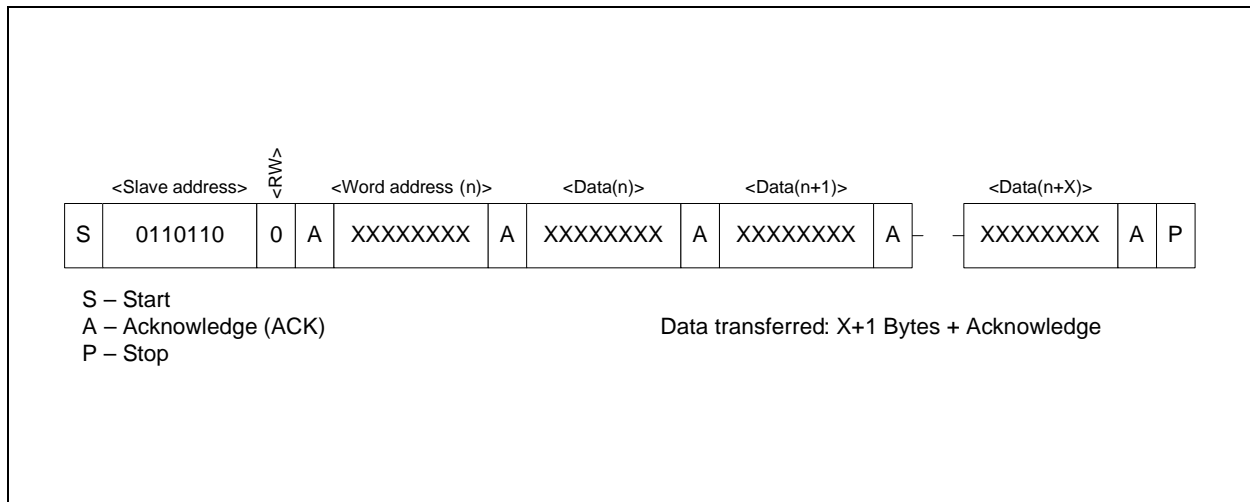 <Slave address> <RW> <Word address (n)> <Data(n)> <Data(n+1)> <Data(n+X)>
S 0110110 0 A XXXXXXXX A XXXXXXXX A XXXXXXXX A XXXXXXXX A P
S – Start
A – Acknowledge (ACK) Data transferred: X+1 Bytes + Acknowledge
P – Stop